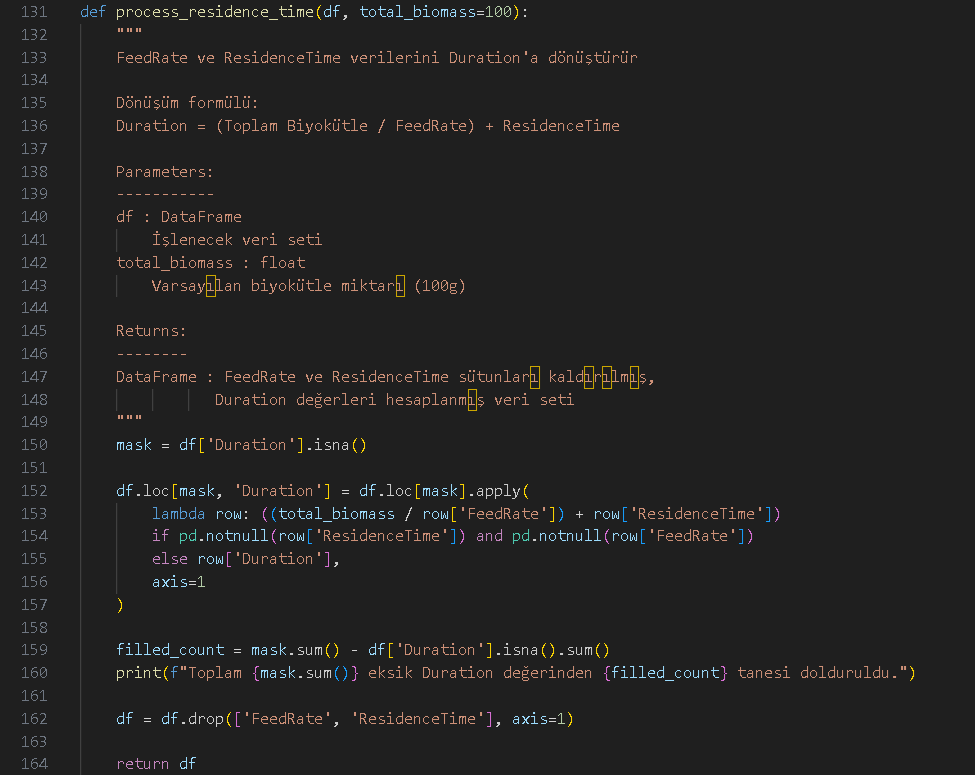 131 def process_residence_time(df, total_biomass=100):
132 """
133 FeedRate ve ResidenceTime verilerini Duration'a dönüştürür
134
135 Dönüşüm formülü:
136 Duration = (Toplam Biyokütle / FeedRate) + ResidenceTime
137
138 Parameters:
139 -----------
140 df : DataFrame
141 İşlenecek veri seti
142 total_biomass : float
143 Varsayılan biyokütle miktarı (100g)
144
145 Returns:
146 --------
147 DataFrame : FeedRate ve ResidenceTime sütunları kaldırılmış,
148 Duration değerleri hesaplanmış veri seti
149 """
150 mask = df['Duration'].isna()
151
152 df.loc[mask, 'Duration'] = df.loc[mask].apply(
153 lambda row: ((total_biomass / row['FeedRate']) + row['ResidenceTime'])
154 if pd.notnull(row['ResidenceTime']) and pd.notnull(row['FeedRate'])
155 else row['Duration'],
156 axis=1
157 )
158
159 filled_count = mask.sum() - df['Duration'].isna().sum()
160 print(f"Toplam {mask.sum()} eksik Duration değerinden {filled_count} tanesi dolduruldu.")
161
162 df = df.drop(['FeedRate', 'ResidenceTime'], axis=1)
163
164 return df